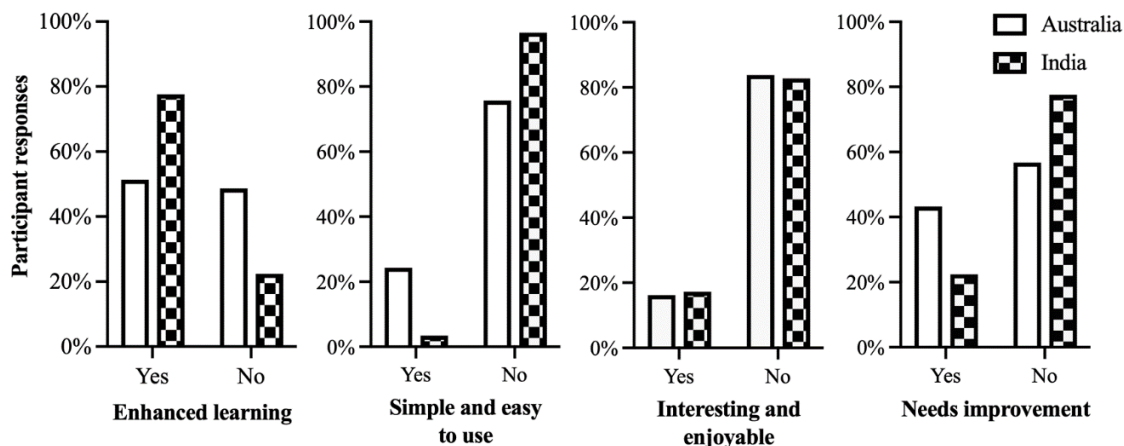 Participant responses
100%
80%
60%
40%
20%
0%
Yes
No
Enhanced learning
100%
80%
60%
40%
20%
0%
Yes
No
Simple and easy
to use
100%
80%
60%
40%
20%
0%
Yes
No
Interesting and
enjoyable
100%
80%
60%
40%
20%
0%
Yes
No
Needs improvement
Australia
India